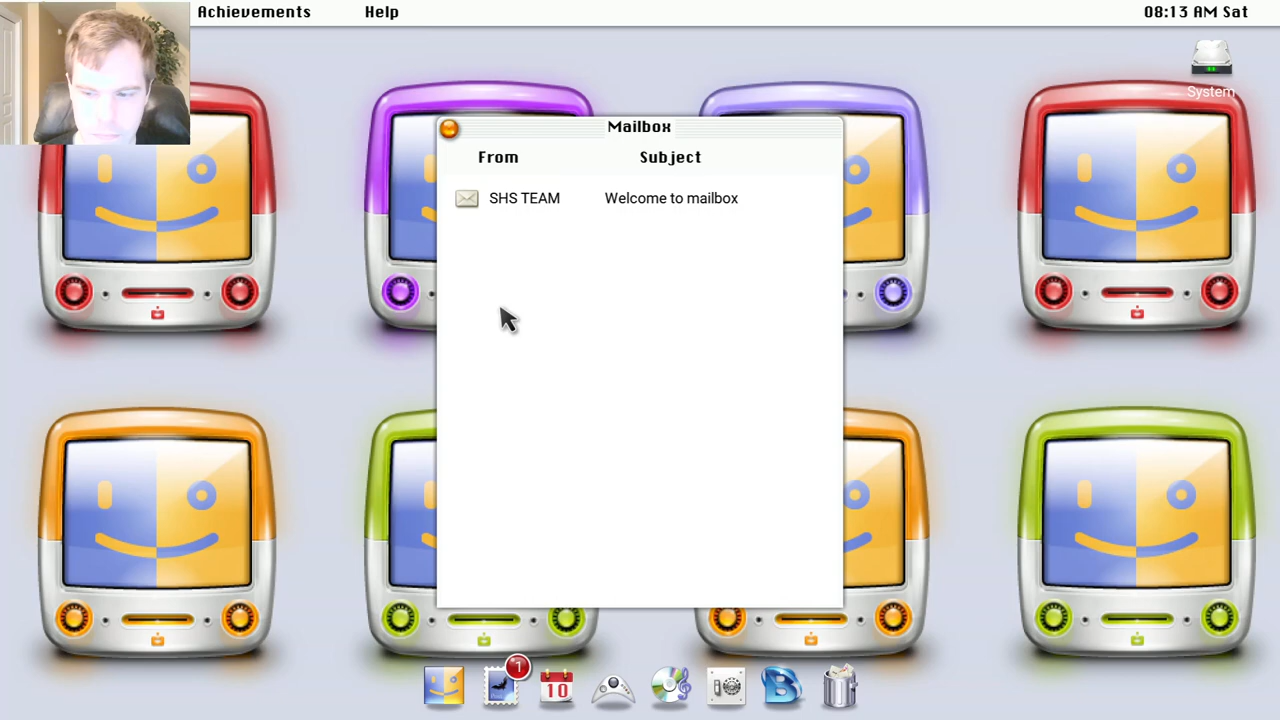 Achievements Help 08:13 AM Sat
System
Mailbox
From Subject
SHS TEAM Welcome to mailbox
1
10